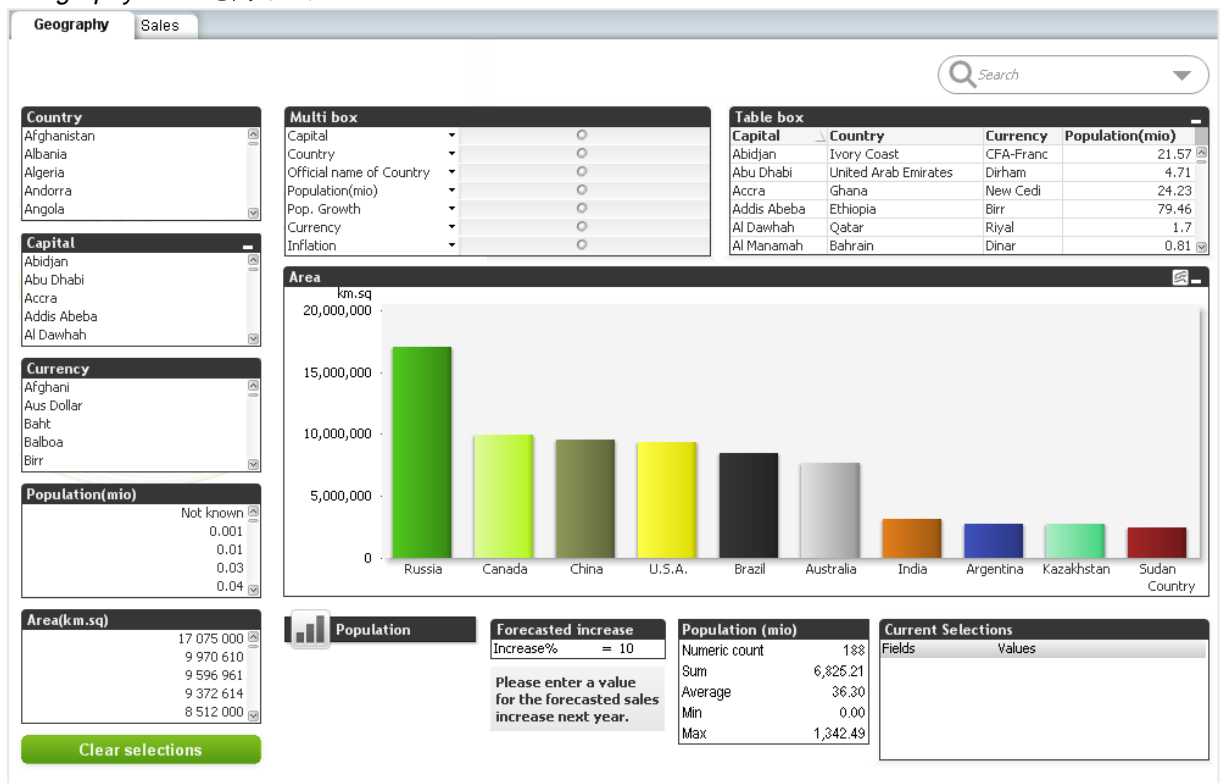 Geography Sales
Search
Country
Afghanistan
Albania
Algeria
Andorra
Angola
Capital
Abidjan
Abu Dhabi
Accra
Addis Abeba
Al Dawhah
Currency
Afghani
Aus Dollar
Baht
Balboa
Birr
Population(mio)
Not known
0.001
0.01
0.03
0.04
Area(km.sq)
17 075 000
9 970 610
9 596 961
9 372 614
8 512 000
Clear selections
Multi box
Capital
Country
Official name of Country
Population(mio)
Pop. Growth
Currency
Inflation
Table box
Capital Country Currency Population(mio)
Abidjan Ivory Coast CFA-Franc 21.57
Abu Dhabi United Arab Emirates Dirham 4.71
Accra Ghana New Cedi 24.23
Addis Abeba Ethiopia Birr 79.46
Al Dawhah Qatar Riyal 1.7
Al Manamah Bahrain Dinar 0.81
Area
km.sq
20,000,000
15,000,000
10,000,000
5,000,000
0
Russia Canada China U.S.A. Brazil Australia India Argentina Kazakhstan Sudan
Country
Population
Forecasted increase
Increase% = 10
Please enter a value
for the forecasted sales
increase next year.
Population (mio)
Numeric count 188
Sum 6,825.21
Average 36.30
Min 0.00
Max 1,342.49
Current Selections
Fields Values